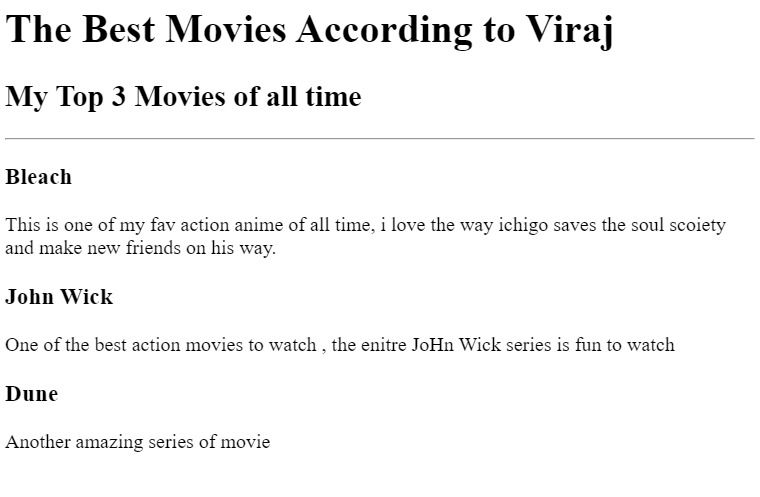 The Best Movies According to Viraj
My Top 3 Movies of all time
Bleach
This is one of my fav action anime of all time, i love the way ichigo saves the soul scoiety
and make new friends on his way.
John Wick
One of the best action movies to watch , the enitre JoHn Wick series is fun to watch
Dune
Another amazing series of movie